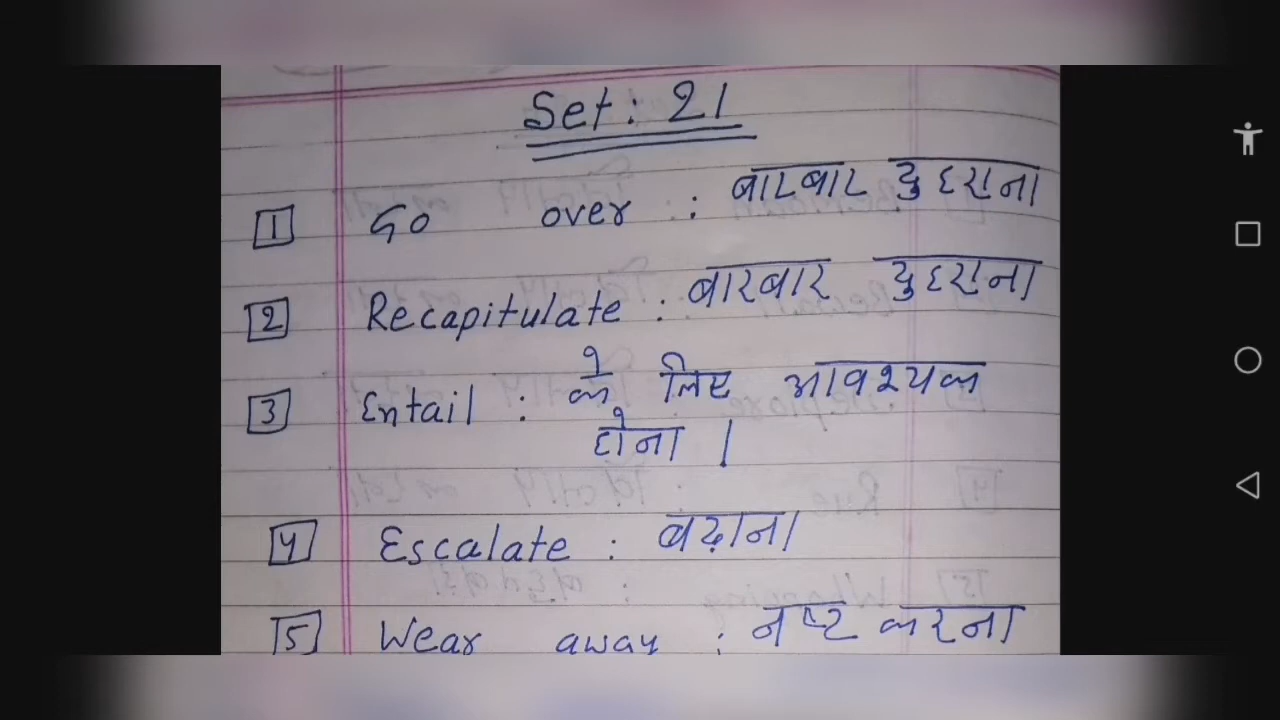 Set: 21
1 Go over : बारबार दुहराना
2 Recapitulate : बारबार दुहराना
3 Entail : के लिए आवश्यक
होना ।
4 Escalate : बढ़ाना
5 Wear away : नष्ट करना